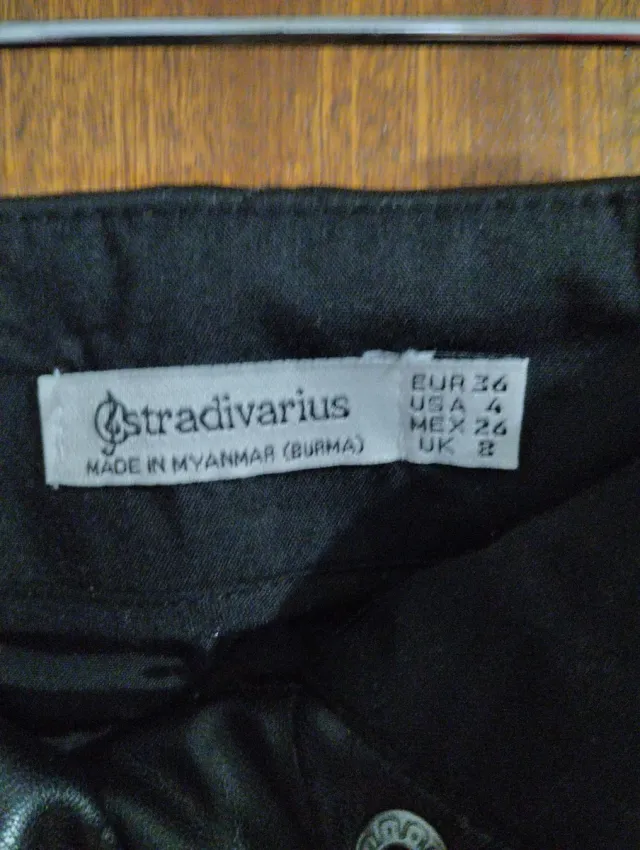 stradivarius
MADE IN MYANMAR (BURMA)
EUR 36
USA 4
MEX 26
UK 8